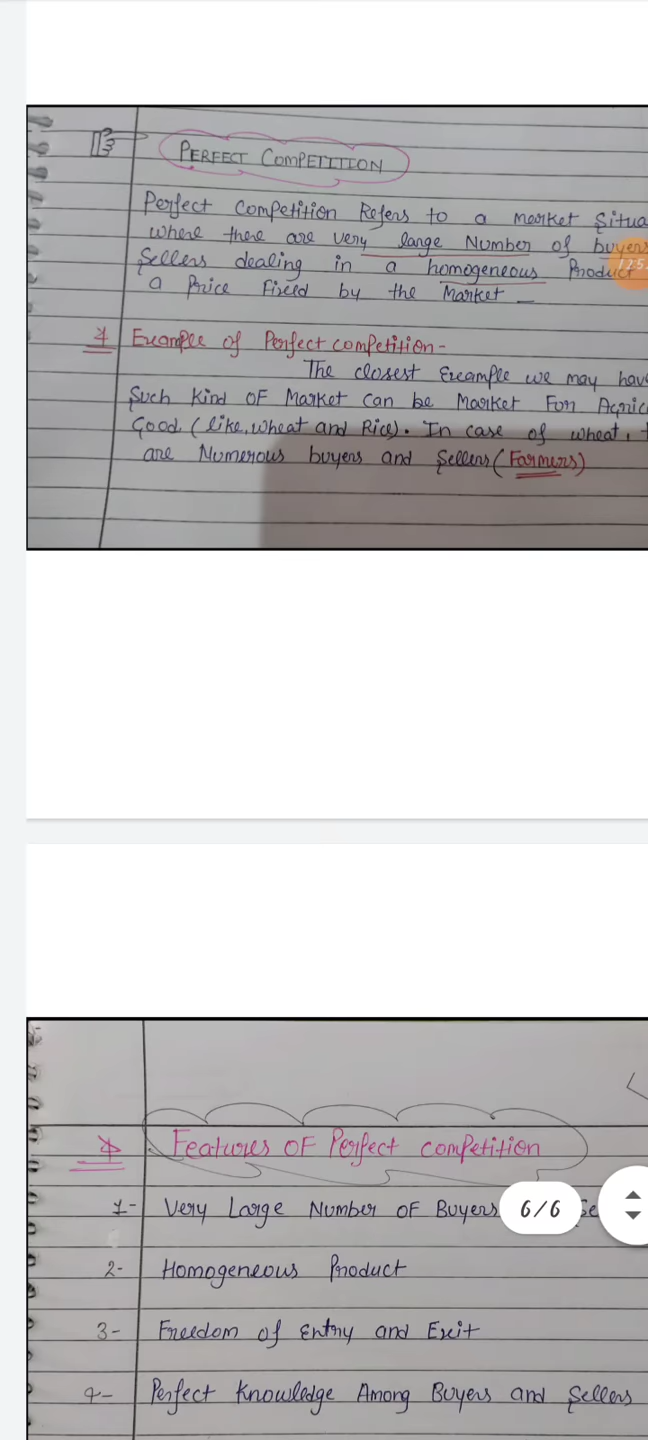 PERFECT COMPETITION
Perfect Competition Refers to a market Situa
where there are very large Number of buyers
Sellers dealing in a homogeneous Product
a Price Fixed by the Market –
Example of Perfect competition-
The closest Example we may hav
Such Kind OF Market can be Market For Agric
Good (like, wheat and Rice). In case of wheat, t
are Numerous buyers and Sellers (Farmers)
Features OF Perfect competition
1- Very Large Number OF Buyers Se
6/6
2- Homogeneous Product
3- Freedom of Entry and Exit
4- Perfect Knowledge Among Buyers and Sellers